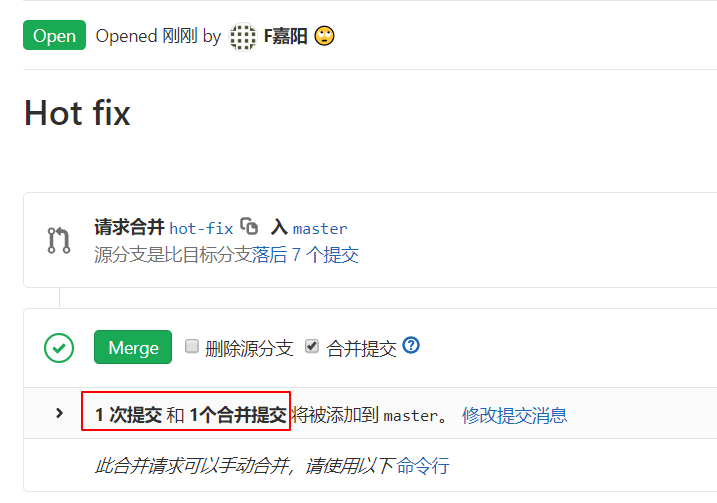 Open Opened 刚刚 by F嘉阳 🙄
Hot fix
请求合并 hot-fix 入 master
源分支是比目标分支落后 7 个提交
Merge 删除源分支 合并提交
1 次提交 和 1个合并提交 将被添加到 master。 修改提交消息
此合并请求可以手动合并，请使用以下 命令行